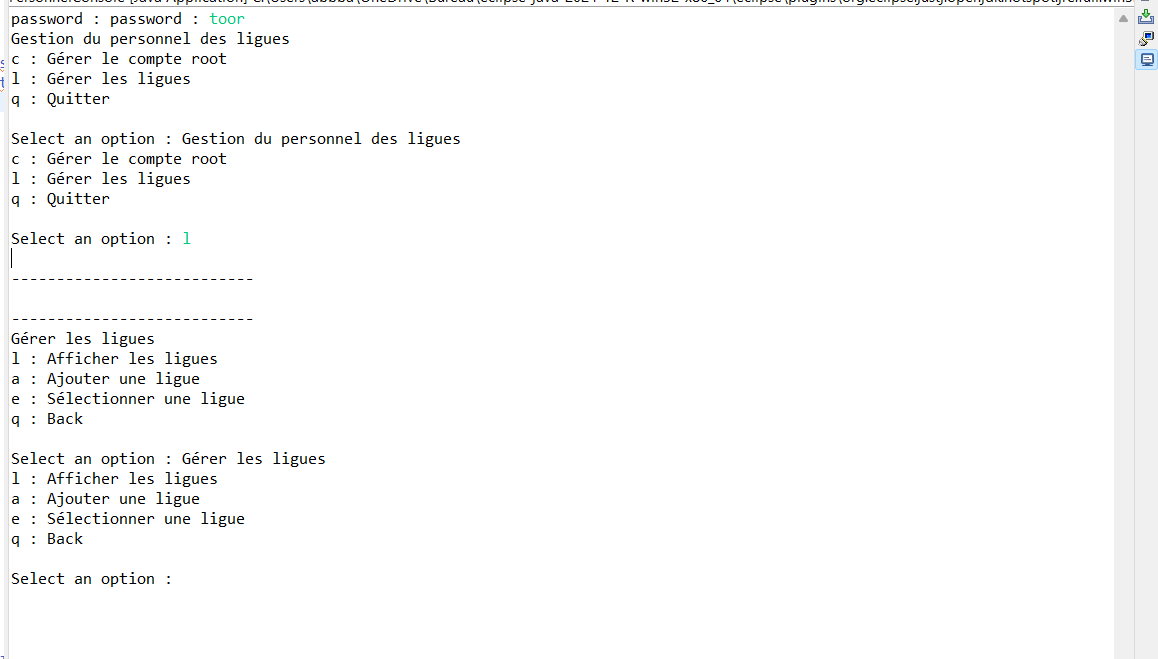 password : password : toor
Gestion du personnel des ligues
c : Gérer le compte root
l : Gérer les ligues
q : Quitter
Select an option : Gestion du personnel des ligues
c : Gérer le compte root
l : Gérer les ligues
q : Quitter
Select an option : l
---------------------------
---------------------------
Gérer les ligues
l : Afficher les ligues
a : Ajouter une ligue
e : Sélectionner une ligue
q : Back
Select an option : Gérer les ligues
l : Afficher les ligues
a : Ajouter une ligue
e : Sélectionner une ligue
q : Back
Select an option :